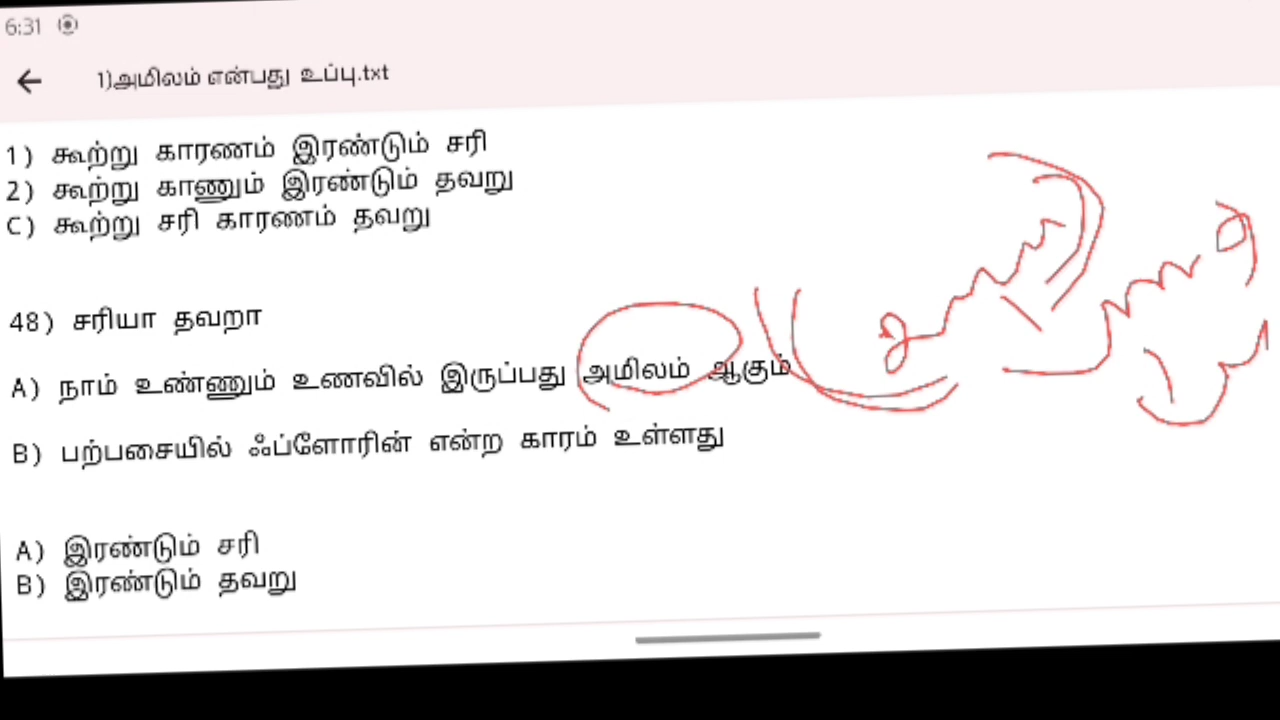 6:31
1)அமிலம் என்பது உப்பு.txt
1) கூற்று காரணம் இரண்டும் சரி
2) கூற்று காணும் இரண்டும் தவறு
C) கூற்று சரி காரணம் தவறு
48) சரியா தவறா
A) நாம் உண்ணும் உணவில் இருப்பது அமிலம் ஆகும்
B) பற்பசையில் ஃப்ளோரின் என்ற காரம் உள்ளது
A) இரண்டும் சரி
B) இரண்டும் தவறு